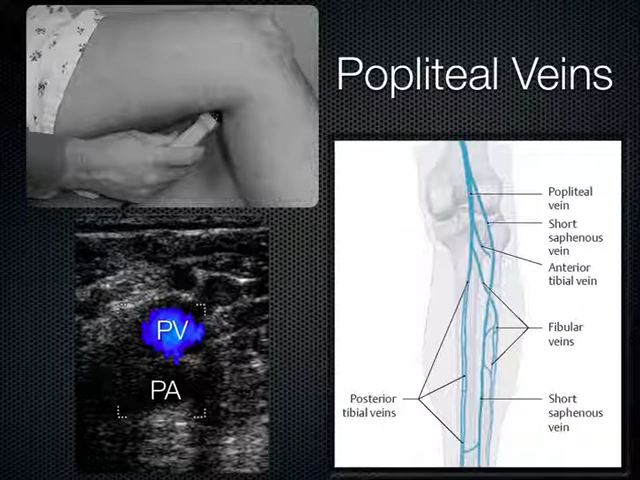 Popliteal Veins
Popliteal
vein
Short
saphenous
vein
Anterior
tibial vein
Fibular
veins
Posterior
tibial veins
Short
saphenous
vein
PV
PA